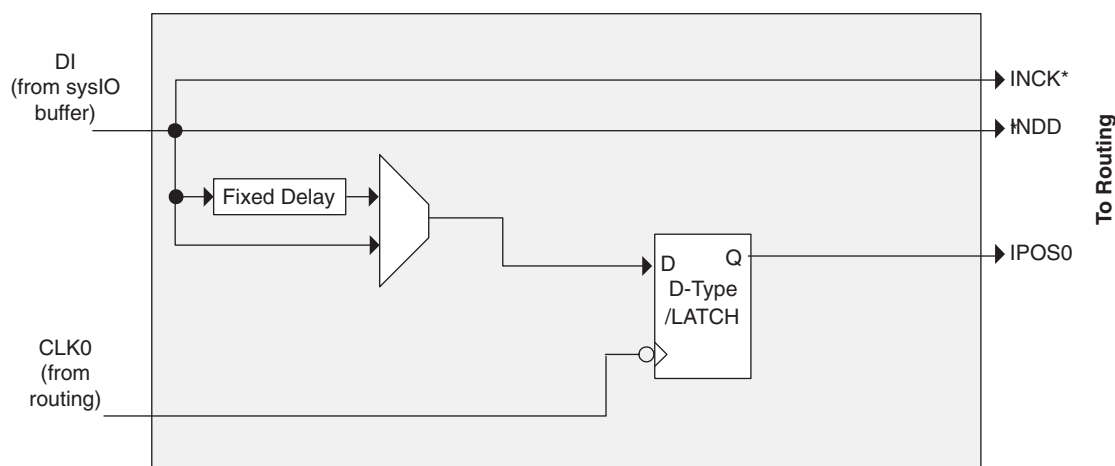 DI
(from sysIO
buffer)
INCK*
INDD
To Routing
Fixed Delay
D Q
D-Type
/LATCH
IPOS0
CLK0
(from
routing)